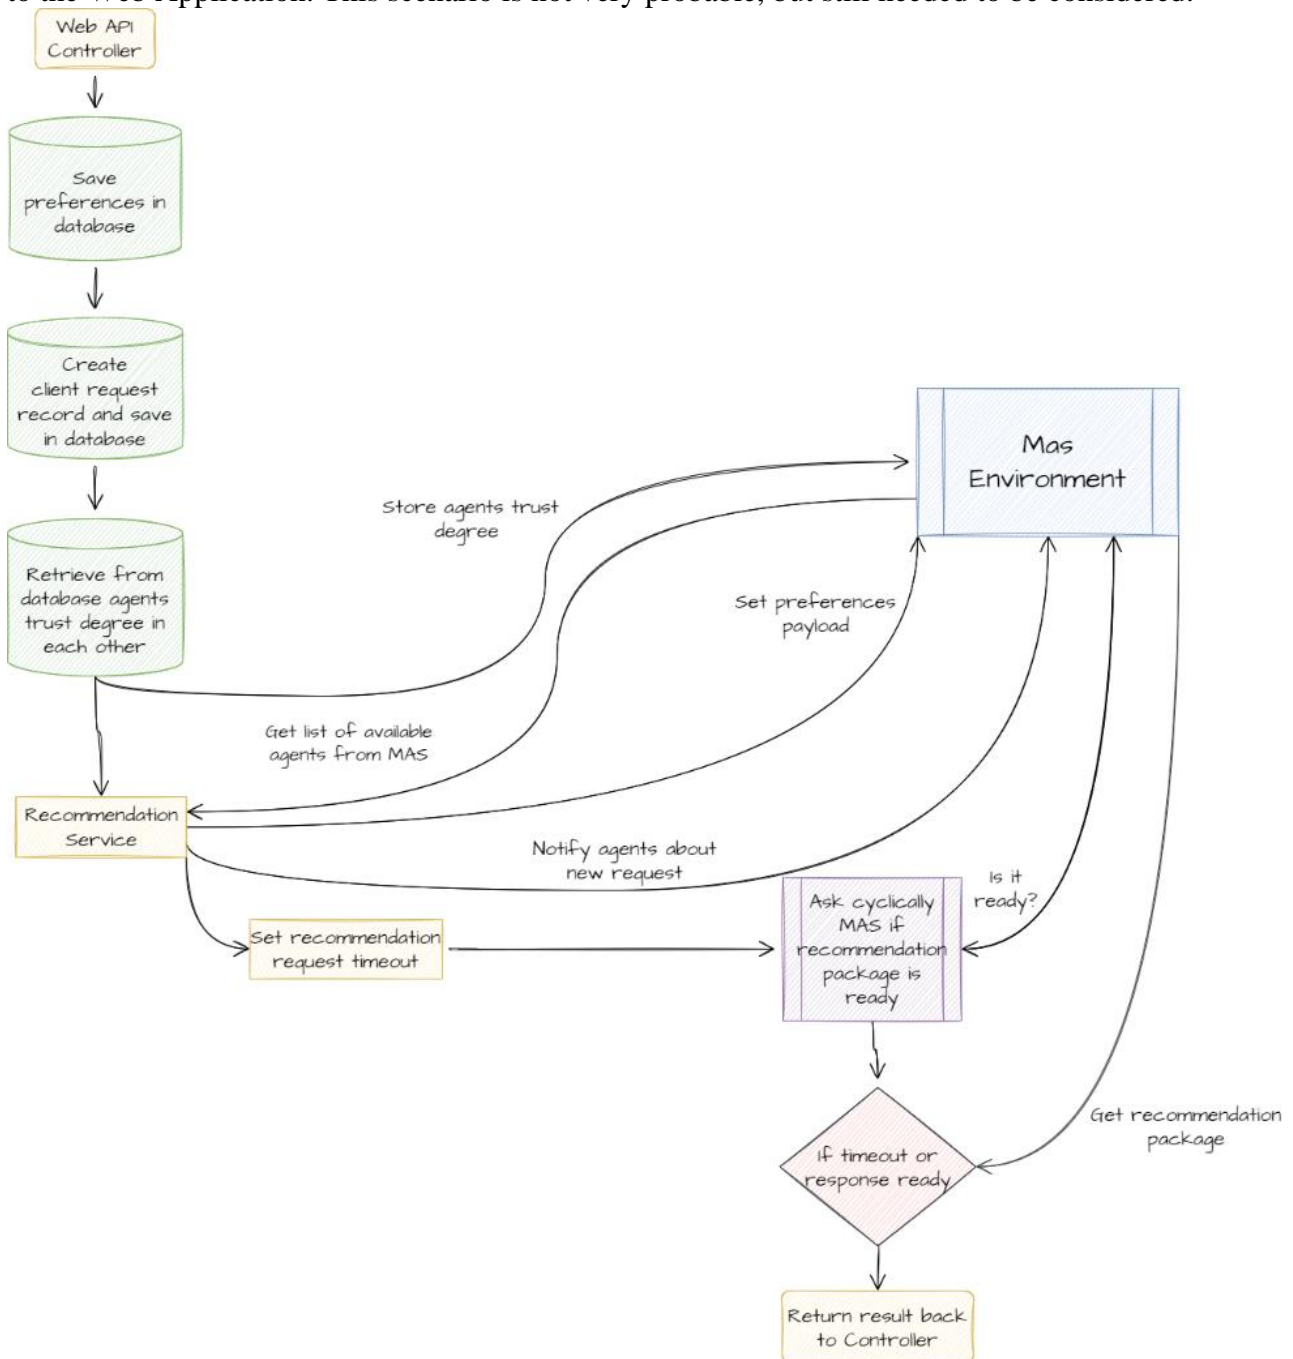 to the Web Application. This scenario is not very probable, but still needed to be considered.
Web API
Controller
Save
preferences in
database
Create
client request
record and save
in database
Mas
Environment
Store agents trust
degree
Retrieve from
database agents
trust degree in
each other
Set preferences
payload
Get list of available
agents from MAS
Recommendation
Service
Notify agents about
new request
Is it
ready?
Ask cyclically
MAS if
recommendation
package is
ready
Set recommendation
request timeout
Get recommendation
package
If timeout or
response ready
Return result back
to Controller